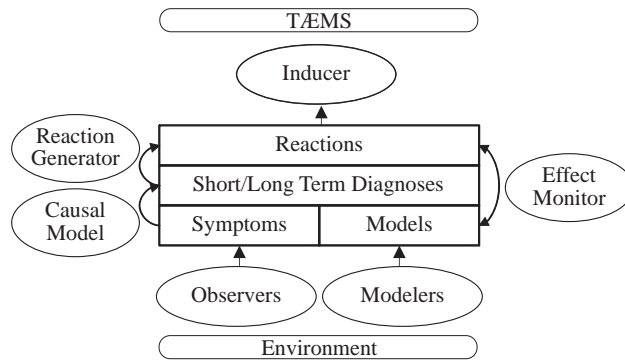 TÆMS
Inducer
Reaction
Generator
Reactions
Short/Long Term Diagnoses
Effect
Monitor
Causal
Model
Symptoms
Models
Observers
Modelers
Environment